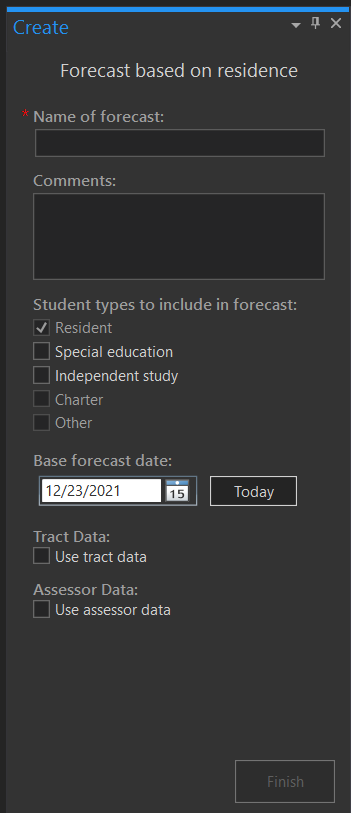 Create
Forecast based on residence
* Name of forecast:
Comments:
Student types to include in forecast:
Resident
Special education
Independent study
Charter
Other
Base forecast date:
12/23/2021 15 Today
Tract Data:
Use tract data
Assessor Data:
Use assessor data
Finish